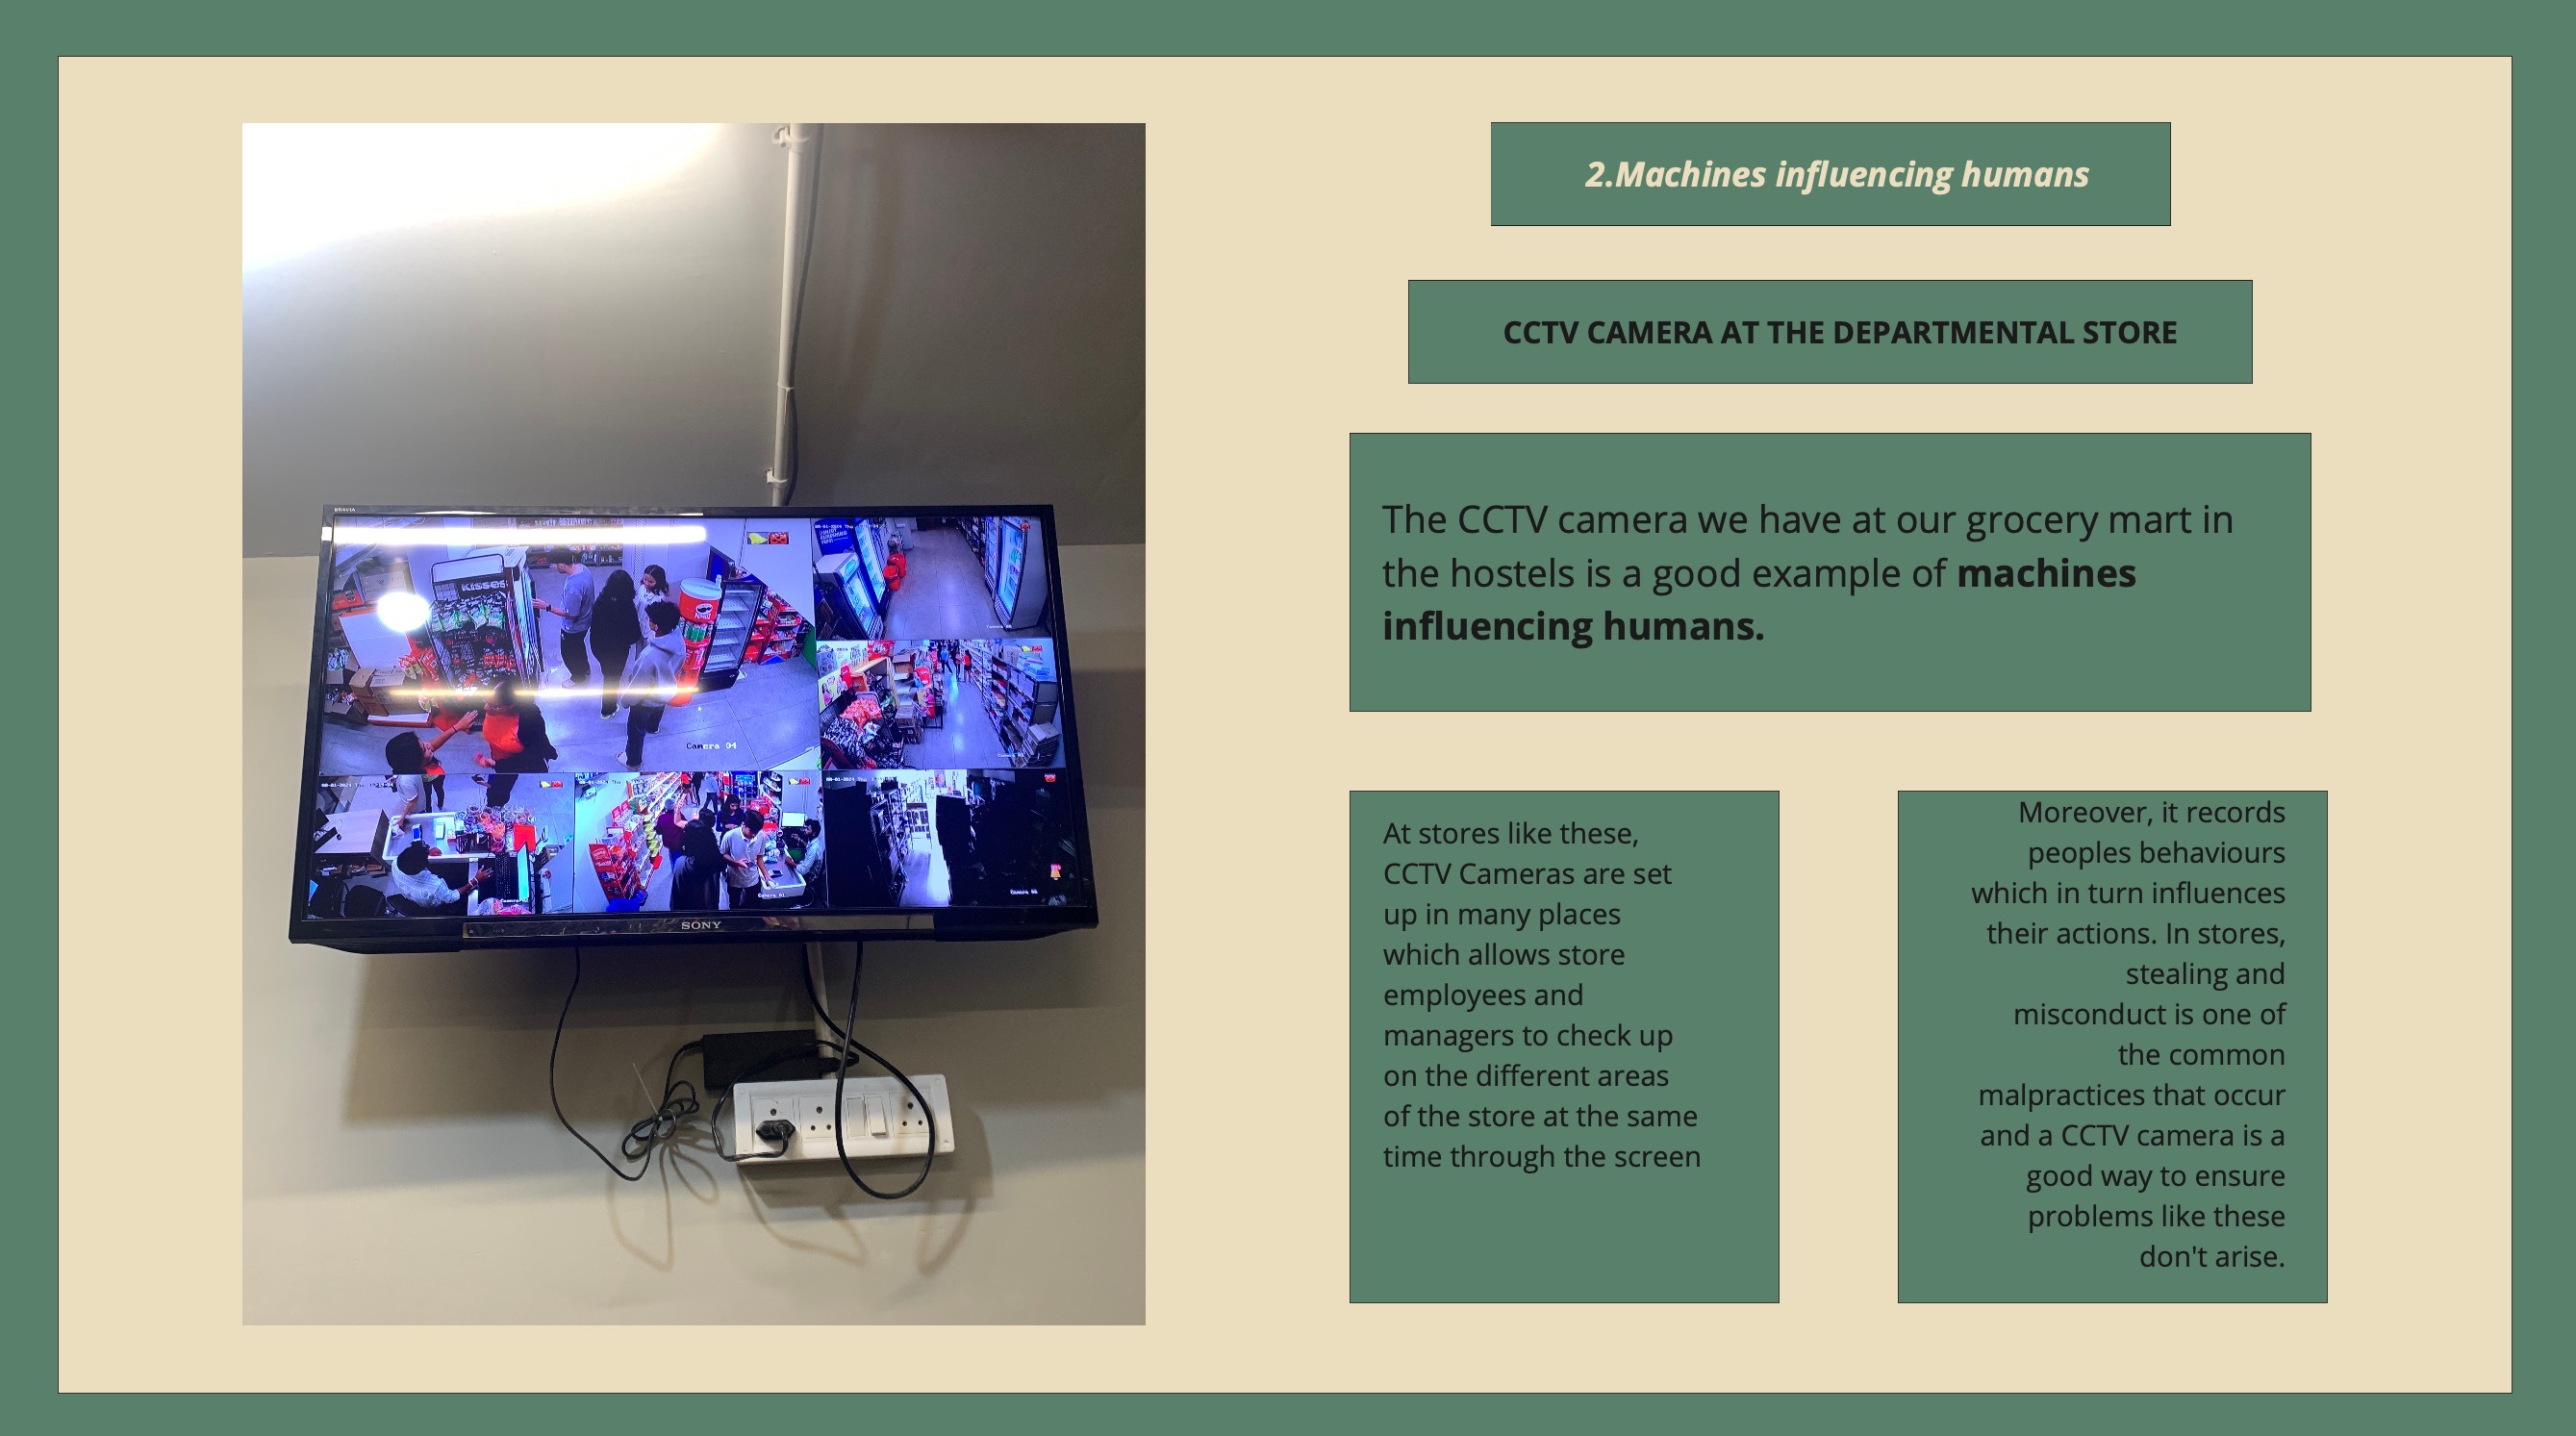 2.Machines influencing humans
CCTV CAMERA AT THE DEPARTMENTAL STORE
The CCTV camera we have at our grocery mart in
the hostels is a good example of machines
influencing humans.
At stores like these,
CCTV Cameras are set
up in many places
which allows store
employees and
managers to check up
on the different areas
of the store at the same
time through the screen
Moreover, it records
peoples behaviours
which in turn influences
their actions. In stores,
stealing and
misconduct is one of
the common
malpractices that occur
and a CCTV camera is a
good way to ensure
problems like these
don't arise.
BRAVIA
KISSES
Camera 04
Camera 01
SONY